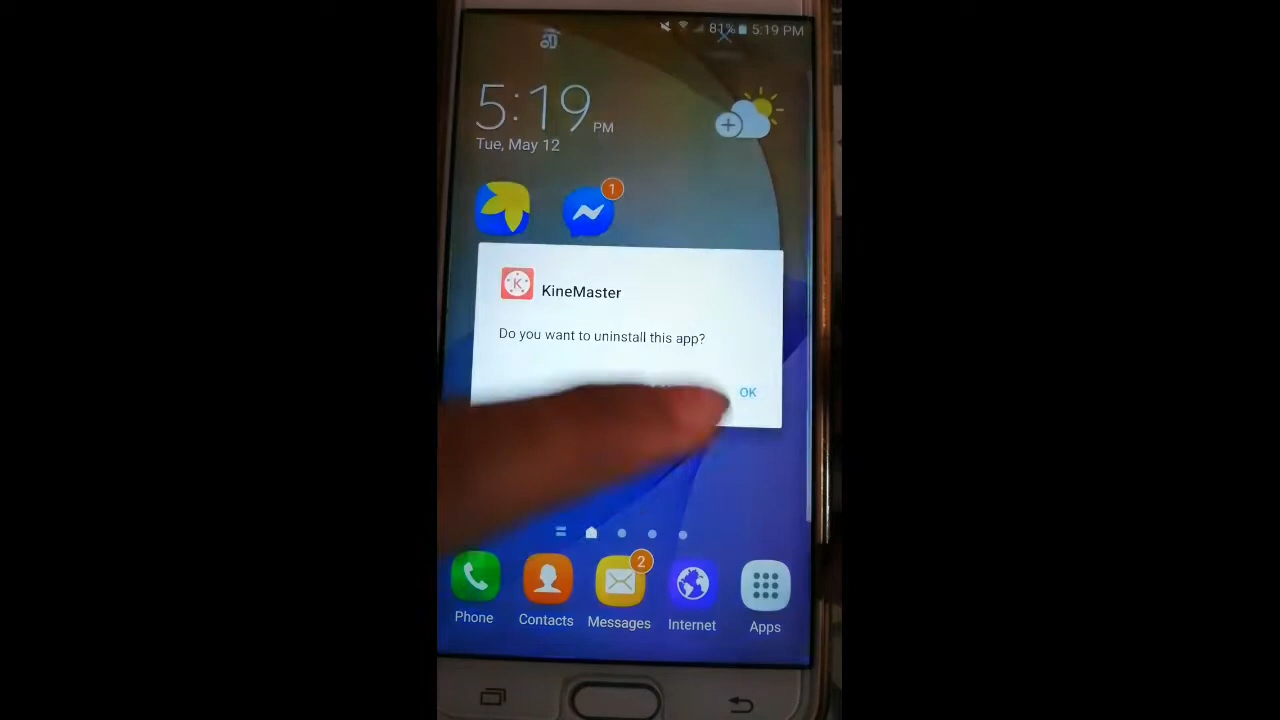 81% 5:19 PM
5:19 PM
Tue, May 12
1
K KineMaster
Do you want to uninstall this app?
OK
2
Phone Contacts Messages Internet Apps